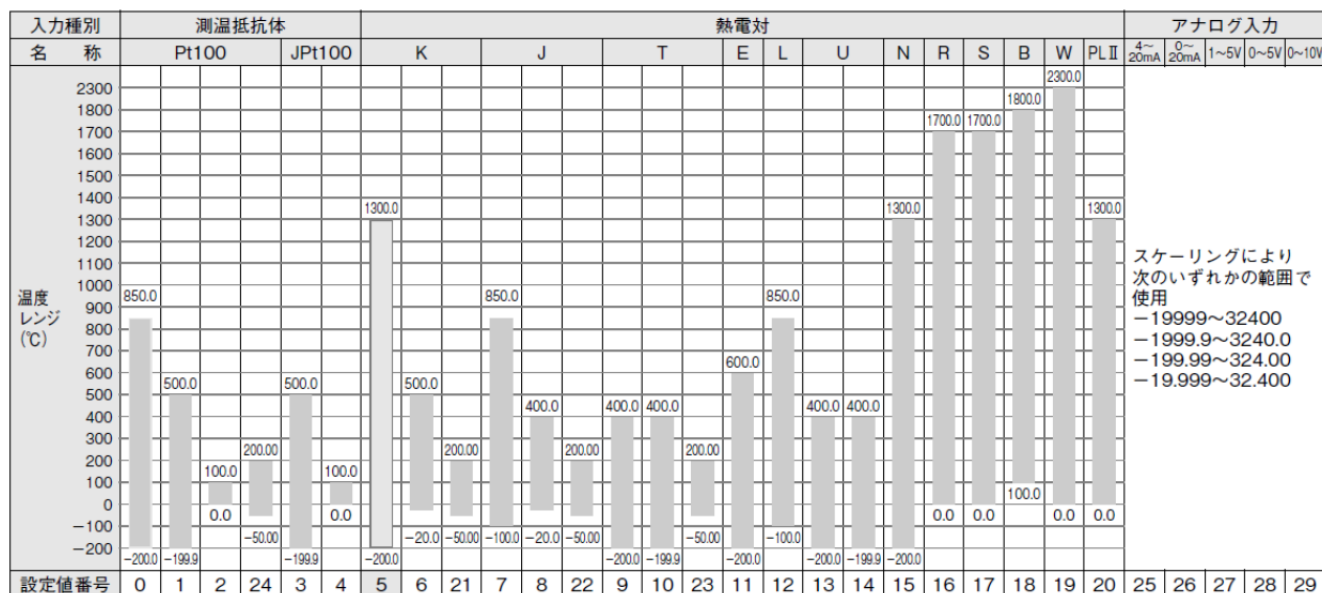 入力種別 測温抵抗体 熱電対 アナログ入力
名 称 Pt100 JPt100 K J T E L U N R S B W PLⅡ 4～20mA 0～20mA 1～5V 0～5V 0～10V
2300 2300.0
1800 1800.0
1700 1700.0 1700.0
1600
1500
1400
1300 1300.0 1300.0 1300.0
1200
1100
1000
900 850.0 850.0 850.0
800
700
600 600.0
500 500.0 500.0 500.0
400 400.0 400.0 400.0 400.0 400.0
300
200 200.00 200.00 200.00 200.00
100 100.0 100.0 100.0
0 0.0 0.0 0.0 0.0 0.0 0.0
－100 －50.00 －20.0 －50.00 －100.0 －20.0 －50.00 －50.00 －100.0
－200 －200.0 －199.9 －199.9 －200.0 －200.0 －199.9 －200.0 －200.0 －199.9 －200.0
温度
レンジ
(℃)
スケーリングにより
次のいずれかの範囲で
使用
－19999～32400
－1999.9～3240.0
－199.99～324.00
－19.999～32.400
設定値番号 0 1 2 24 3 4 5 6 21 7 8 22 9 10 23 11 12 13 14 15 16 17 18 19 20 25 26 27 28 29